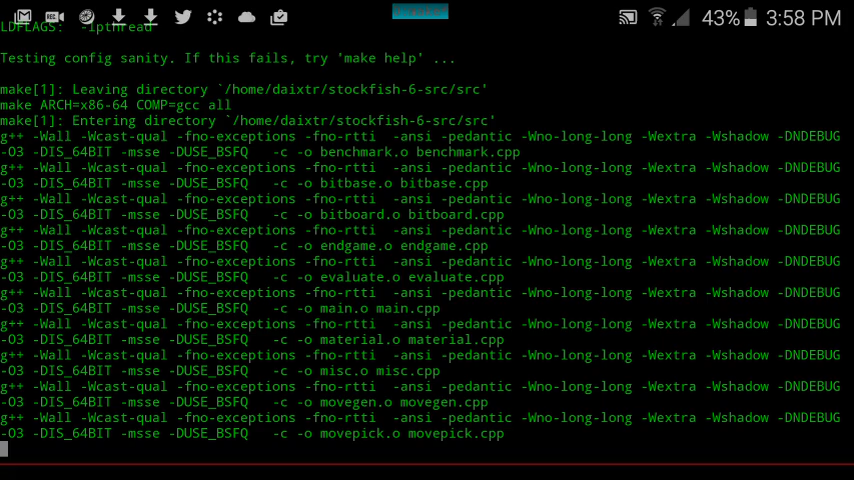 REC
43% 3:58 PM
LDFLAGS:  -lpthread
Testing config sanity. If this fails, try 'make help' ...
make[1]: Leaving directory `/home/daixtr/stockfish-6-src/src'
make ARCH=x86-64 COMP=gcc all
make[1]: Entering directory `/home/daixtr/stockfish-6-src/src'
g++ -Wall -Wcast-qual -fno-exceptions -fno-rtti  -ansi -pedantic -Wno-long-long -Wextra -Wshadow -DNDEBUG
-O3 -DIS_64BIT -msse -DUSE_BSFQ   -c -o benchmark.o benchmark.cpp
g++ -Wall -Wcast-qual -fno-exceptions -fno-rtti  -ansi -pedantic -Wno-long-long -Wextra -Wshadow -DNDEBUG
-O3 -DIS_64BIT -msse -DUSE_BSFQ   -c -o bitbase.o bitbase.cpp
g++ -Wall -Wcast-qual -fno-exceptions -fno-rtti  -ansi -pedantic -Wno-long-long -Wextra -Wshadow -DNDEBUG
-O3 -DIS_64BIT -msse -DUSE_BSFQ   -c -o bitboard.o bitboard.cpp
g++ -Wall -Wcast-qual -fno-exceptions -fno-rtti  -ansi -pedantic -Wno-long-long -Wextra -Wshadow -DNDEBUG
-O3 -DIS_64BIT -msse -DUSE_BSFQ   -c -o endgame.o endgame.cpp
g++ -Wall -Wcast-qual -fno-exceptions -fno-rtti  -ansi -pedantic -Wno-long-long -Wextra -Wshadow -DNDEBUG
-O3 -DIS_64BIT -msse -DUSE_BSFQ   -c -o evaluate.o evaluate.cpp
g++ -Wall -Wcast-qual -fno-exceptions -fno-rtti  -ansi -pedantic -Wno-long-long -Wextra -Wshadow -DNDEBUG
-O3 -DIS_64BIT -msse -DUSE_BSFQ   -c -o main.o main.cpp
g++ -Wall -Wcast-qual -fno-exceptions -fno-rtti  -ansi -pedantic -Wno-long-long -Wextra -Wshadow -DNDEBUG
-O3 -DIS_64BIT -msse -DUSE_BSFQ   -c -o material.o material.cpp
g++ -Wall -Wcast-qual -fno-exceptions -fno-rtti  -ansi -pedantic -Wno-long-long -Wextra -Wshadow -DNDEBUG
-O3 -DIS_64BIT -msse -DUSE_BSFQ   -c -o misc.o misc.cpp
g++ -Wall -Wcast-qual -fno-exceptions -fno-rtti  -ansi -pedantic -Wno-long-long -Wextra -Wshadow -DNDEBUG
-O3 -DIS_64BIT -msse -DUSE_BSFQ   -c -o movegen.o movegen.cpp
g++ -Wall -Wcast-qual -fno-exceptions -fno-rtti  -ansi -pedantic -Wno-long-long -Wextra -Wshadow -DNDEBUG
-O3 -DIS_64BIT -msse -DUSE_BSFQ   -c -o movepick.o movepick.cpp